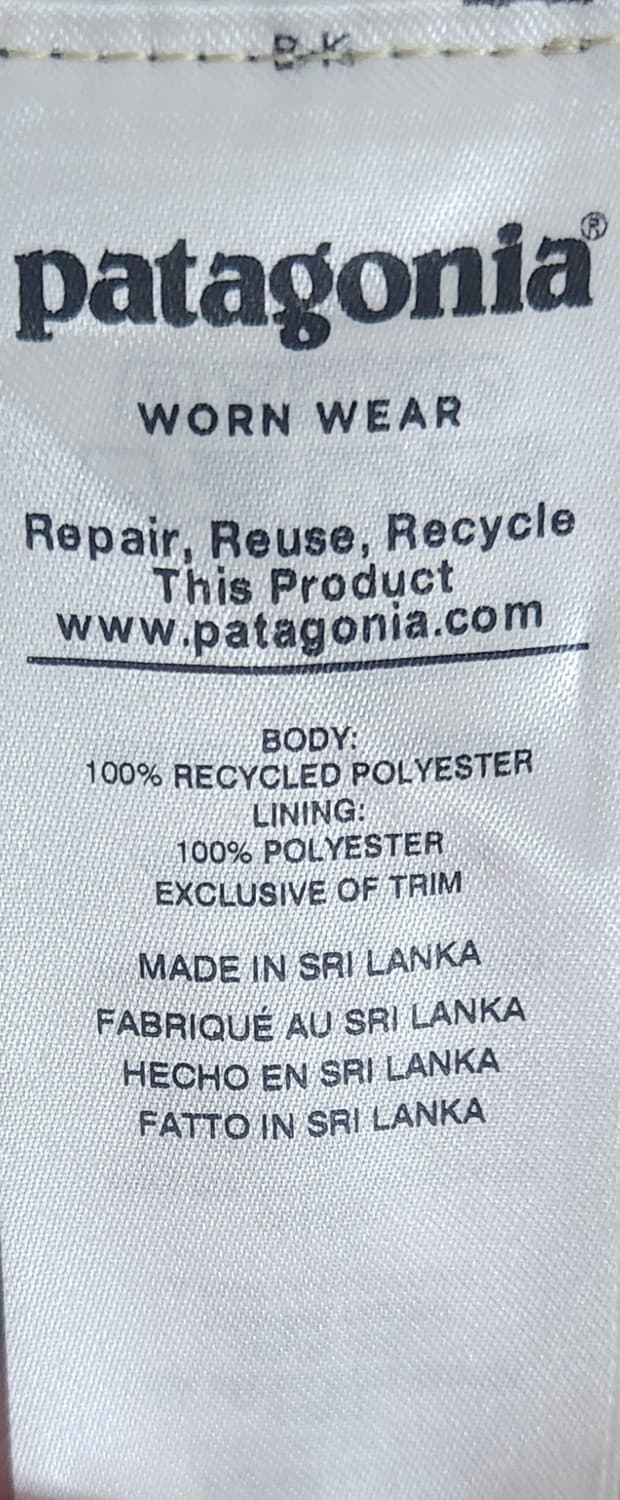 patagonia®
WORN WEAR
Repair, Reuse, Recycle
This Product
www.patagonia.com
BODY:
100% RECYCLED POLYESTER
LINING:
100% POLYESTER
EXCLUSIVE OF TRIM
MADE IN SRI LANKA
FABRIQUÉ AU SRI LANKA
HECHO EN SRI LANKA
FATTO IN SRI LANKA